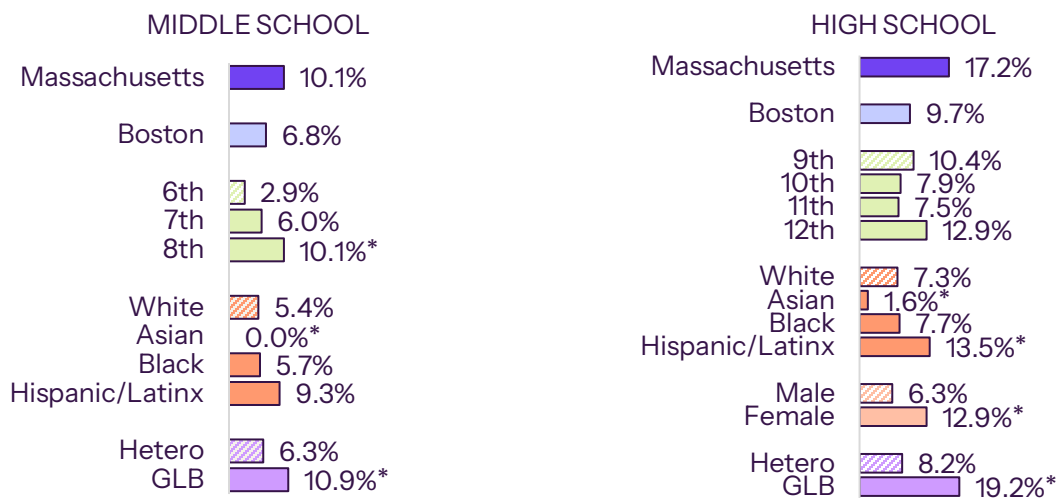 MIDDLE SCHOOL
Massachusetts 10.1%
Boston 6.8%
6th 2.9%
7th 6.0%
8th 10.1%*
White 5.4%
Asian 0.0%*
Black 5.7%
Hispanic/Latinx 9.3%
Hetero 6.3%
GLB 10.9%*
HIGH SCHOOL
Massachusetts 17.2%
Boston 9.7%
9th 10.4%
10th 7.9%
11th 7.5%
12th 12.9%
White 7.3%
Asian 1.6%*
Black 7.7%
Hispanic/Latinx 13.5%*
Male 6.3%
Female 12.9%*
Hetero 8.2%
GLB 19.2%*